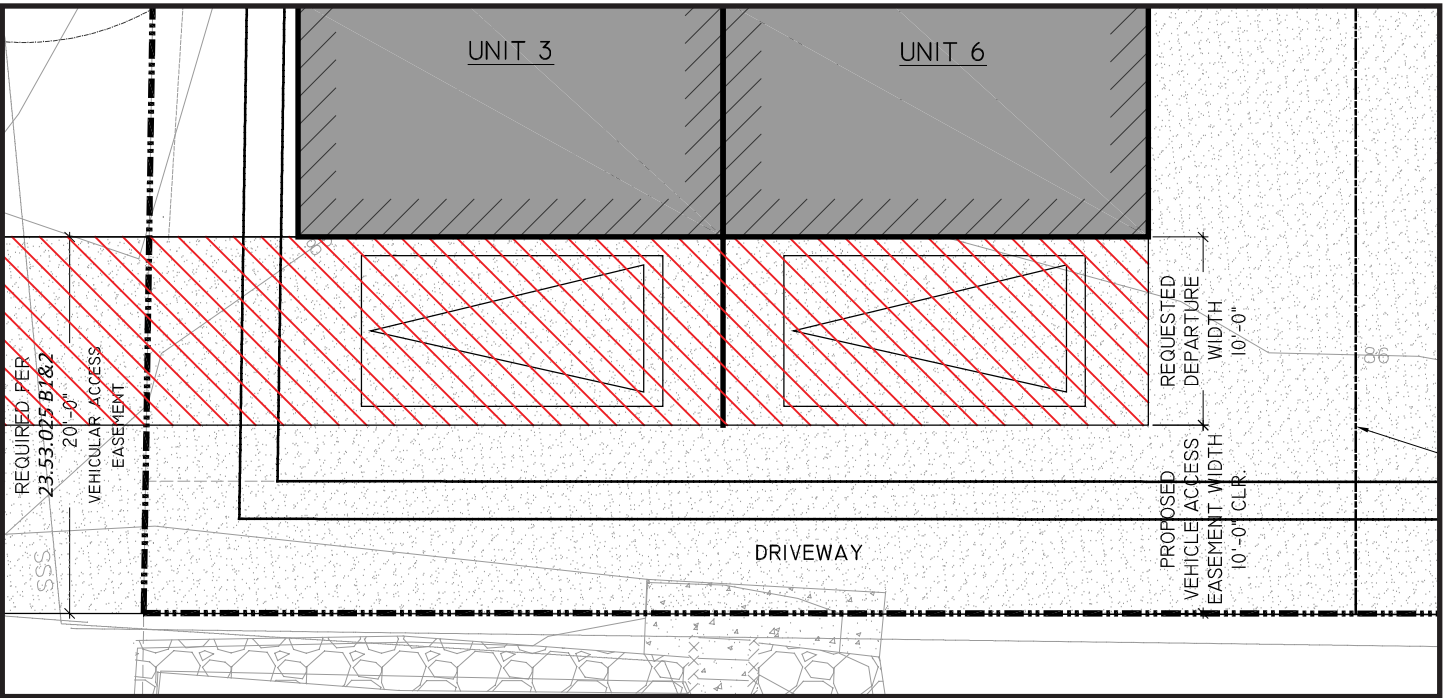 UNIT 3
UNIT 6
REQUIRED PER
23.53.025 B1&2
20'-0"
VEHICULAR ACCESS
EASEMENT
REQUESTED
DEPARTURE
WIDTH
10'-0"
86
PROPOSED
VEHICLE ACCESS
EASEMENT WIDTH
10'-0" CLR.
SSS
DRIVEWAY